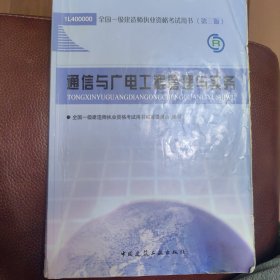 1L400000 全国一级建造师执业资格考试用书（第二版）
通信与广电工程管理与实务
TONGXINYUGUANGDIANGONGCHENGGUANLIYUSHIWU
全国一级建造师执业资格考试用书编写委员会 编写
中国建筑工业出版社